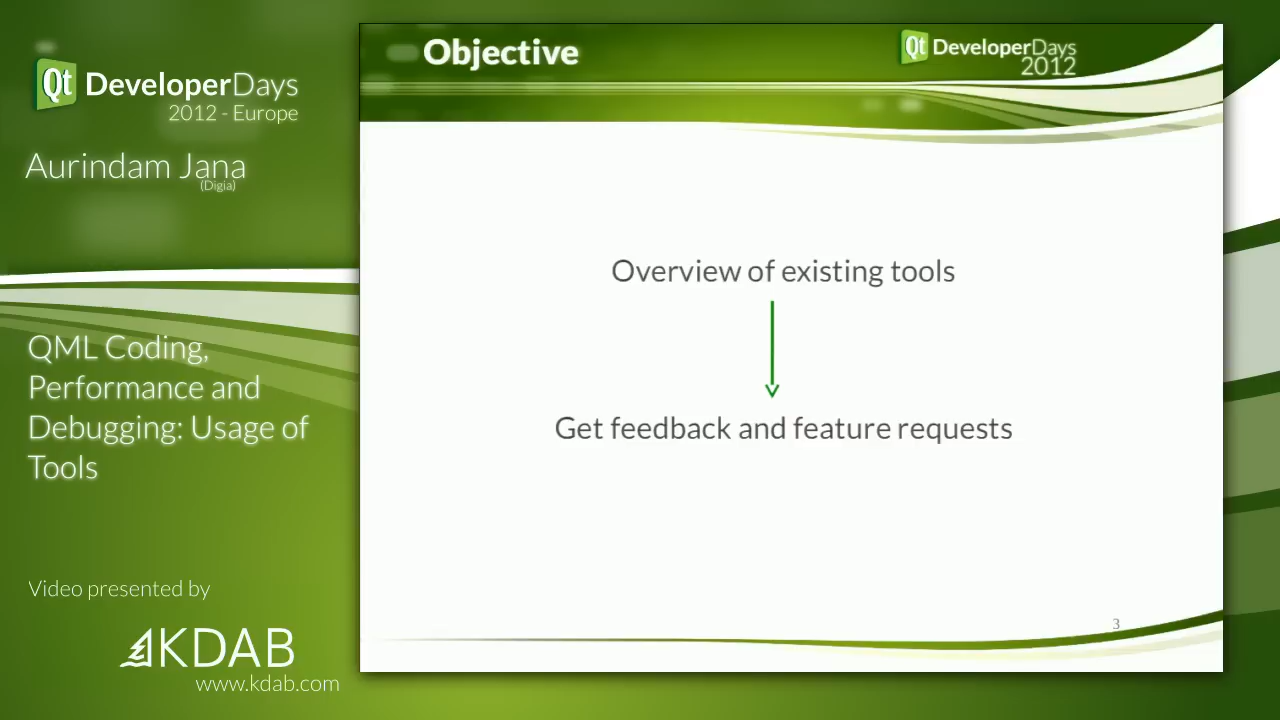 Qt DeveloperDays
2012 - Europe
Aurindam Jana
(Digia)
QML Coding,
Performance and
Debugging: Usage of
Tools
Video presented by
KDAB
www.kdab.com
Objective
Qt DeveloperDays
2012
Overview of existing tools
Get feedback and feature requests
3